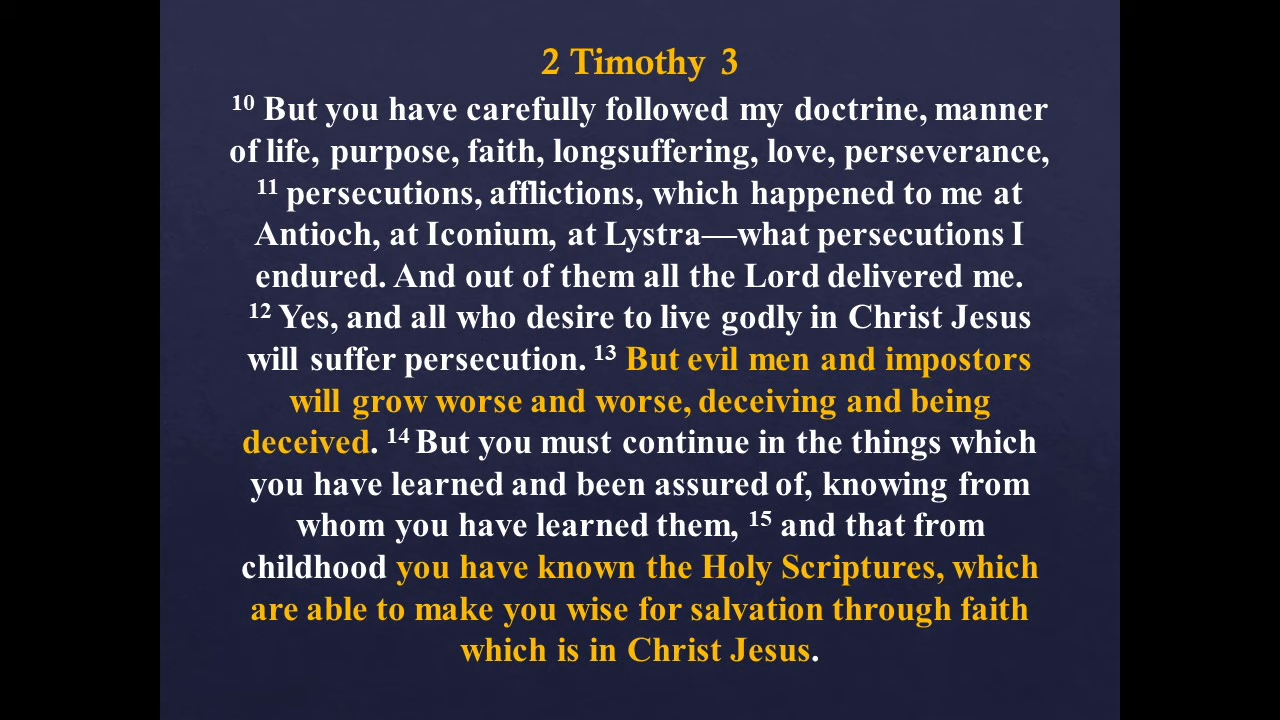 2 Timothy 3
10 But you have carefully followed my doctrine, manner
of life, purpose, faith, longsuffering, love, perseverance,
11 persecutions, afflictions, which happened to me at
Antioch, at Iconium, at Lystra—what persecutions I
endured. And out of them all the Lord delivered me.
12 Yes, and all who desire to live godly in Christ Jesus
will suffer persecution. 13 But evil men and impostors
will grow worse and worse, deceiving and being
deceived. 14 But you must continue in the things which
you have learned and been assured of, knowing from
whom you have learned them, 15 and that from
childhood you have known the Holy Scriptures, which
are able to make you wise for salvation through faith
which is in Christ Jesus.